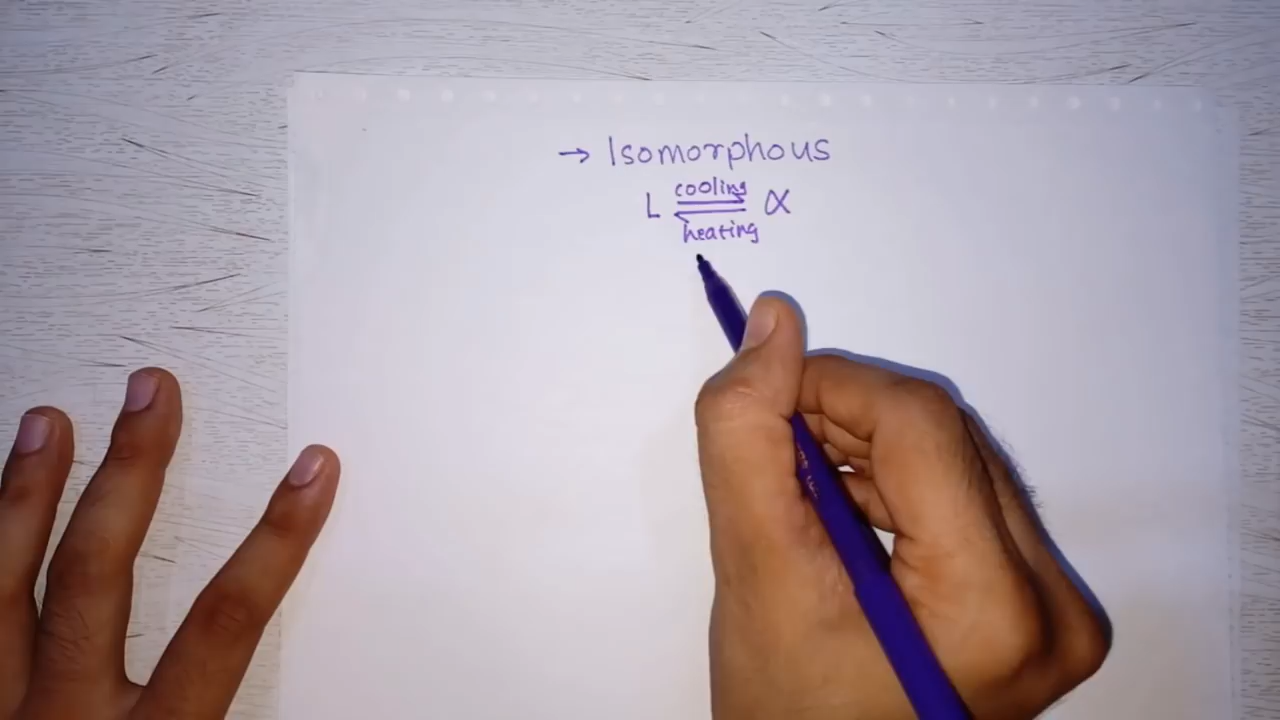 → Isomorphous
cooling
L ⇌ α
heating